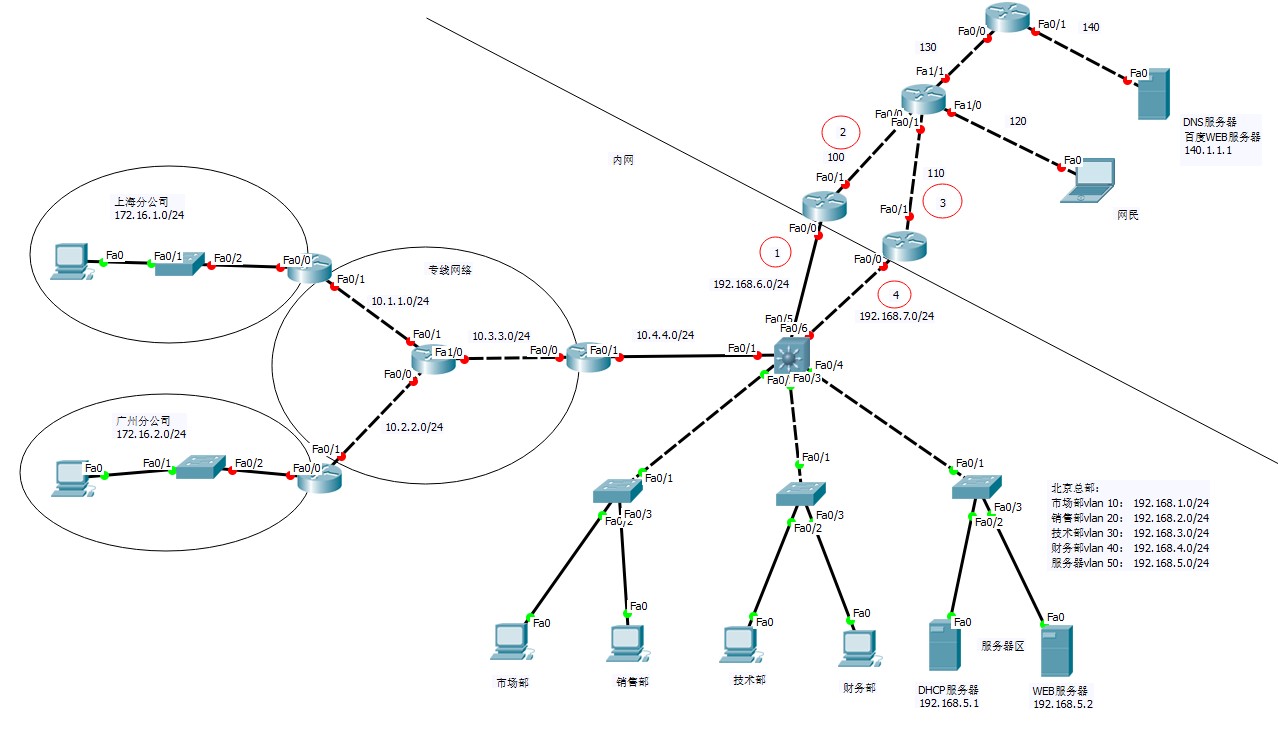 Fa0/0
Fa0/1
140
130
Fa1/1
Fa0
DNS服务器
百度WEB服务器
140.1.1.1
Fa0/0
Fa0/1
Fa1/0
120
2
100
Fa0
网民
内网
110
Fa0/1
3
Fa0/1
上海分公司
172.16.1.0/24
Fa0/0
1
192.168.6.0/24
Fa0/0
4
192.168.7.0/24
Fa0
Fa0/1
Fa0/2
Fa0/0
Fa0/1
专线网络
10.1.1.0/24
Fa0/1
10.3.3.0/24
Fa1/0
Fa0/0
Fa0/0
10.4.4.0/24
Fa0/1
Fa0/1
Fa0/5
Fa0/6
Fa0/4
Fa0/3
Fa0/
10.2.2.0/24
广州分公司
172.16.2.0/24
Fa0
Fa0/1
Fa0/2
Fa0/0
Fa0/1
Fa0/1
Fa0/2
Fa0/3
Fa0/1
Fa0/2
Fa0/3
Fa0/1
Fa0/2
Fa0/3
北京总部：
市场部vlan 10： 192.168.1.0/24
销售部vlan 20： 192.168.2.0/24
技术部vlan 30： 192.168.3.0/24
财务部vlan 40： 192.168.4.0/24
服务器vlan 50： 192.168.5.0/24
Fa0
市场部
Fa0
销售部
Fa0
技术部
Fa0
财务部
Fa0
DHCP服务器
192.168.5.1
服务器区
Fa0
WEB服务器
192.168.5.2